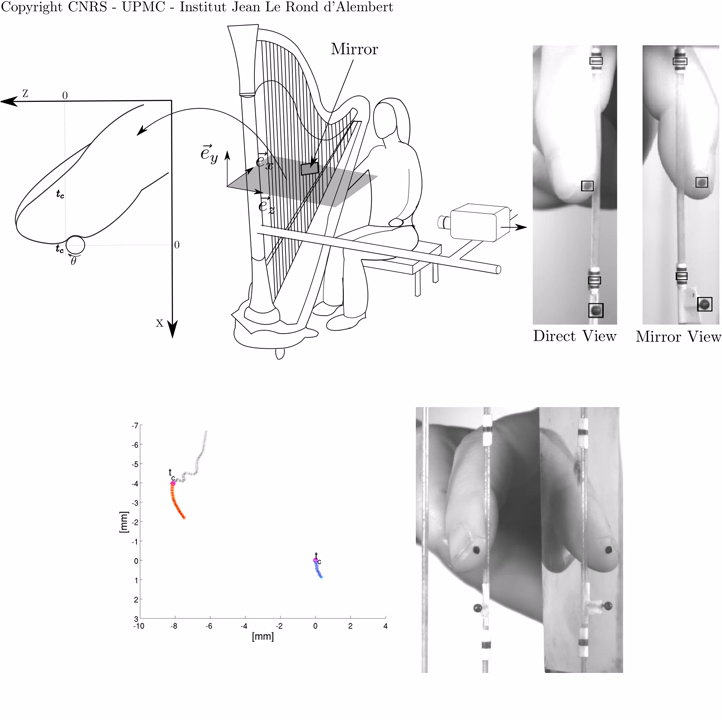 Copyright CNRS - UPMC - Institut Jean Le Rond d'Alembert
Mirror
Z
0
t_c
t_c
θ
0
X
e_y
e_x
e_z
Direct View
Mirror View
-7
-6
-5
-4
-3
-2
-1
0
1
2
3
[mm]
t_c
t_c
-10
-8
-6
-4
-2
0
2
4
[mm]